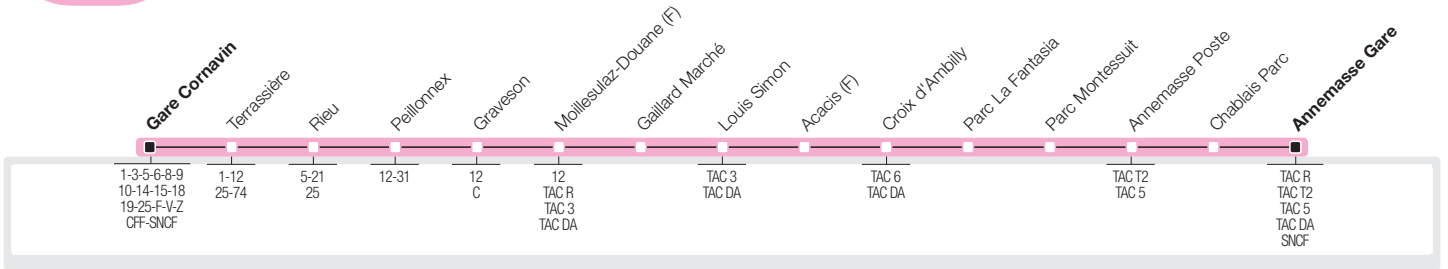 Gare Cornavin
Terrassière
Rieu
Peillonnex
Graveson
Moillesulaz-Douane (F)
Gaillard Marché
Louis Simon
Acacis (F)
Croix d'Ambilly
Parc La Fantasia
Parc Montessuit
Annemasse Poste
Chablais Parc
Annemasse Gare
1-3-5-6-8-9
10-14-15-18
19-25-F-V-Z
CFF-SNCF
1-12
25-74
5-21
25
12-31
12
C
12
TAC R
TAC 3
TAC DA
TAC 3
TAC DA
TAC 6
TAC DA
TAC T2
TAC 5
TAC R
TAC T2
TAC 5
TAC DA
SNCF